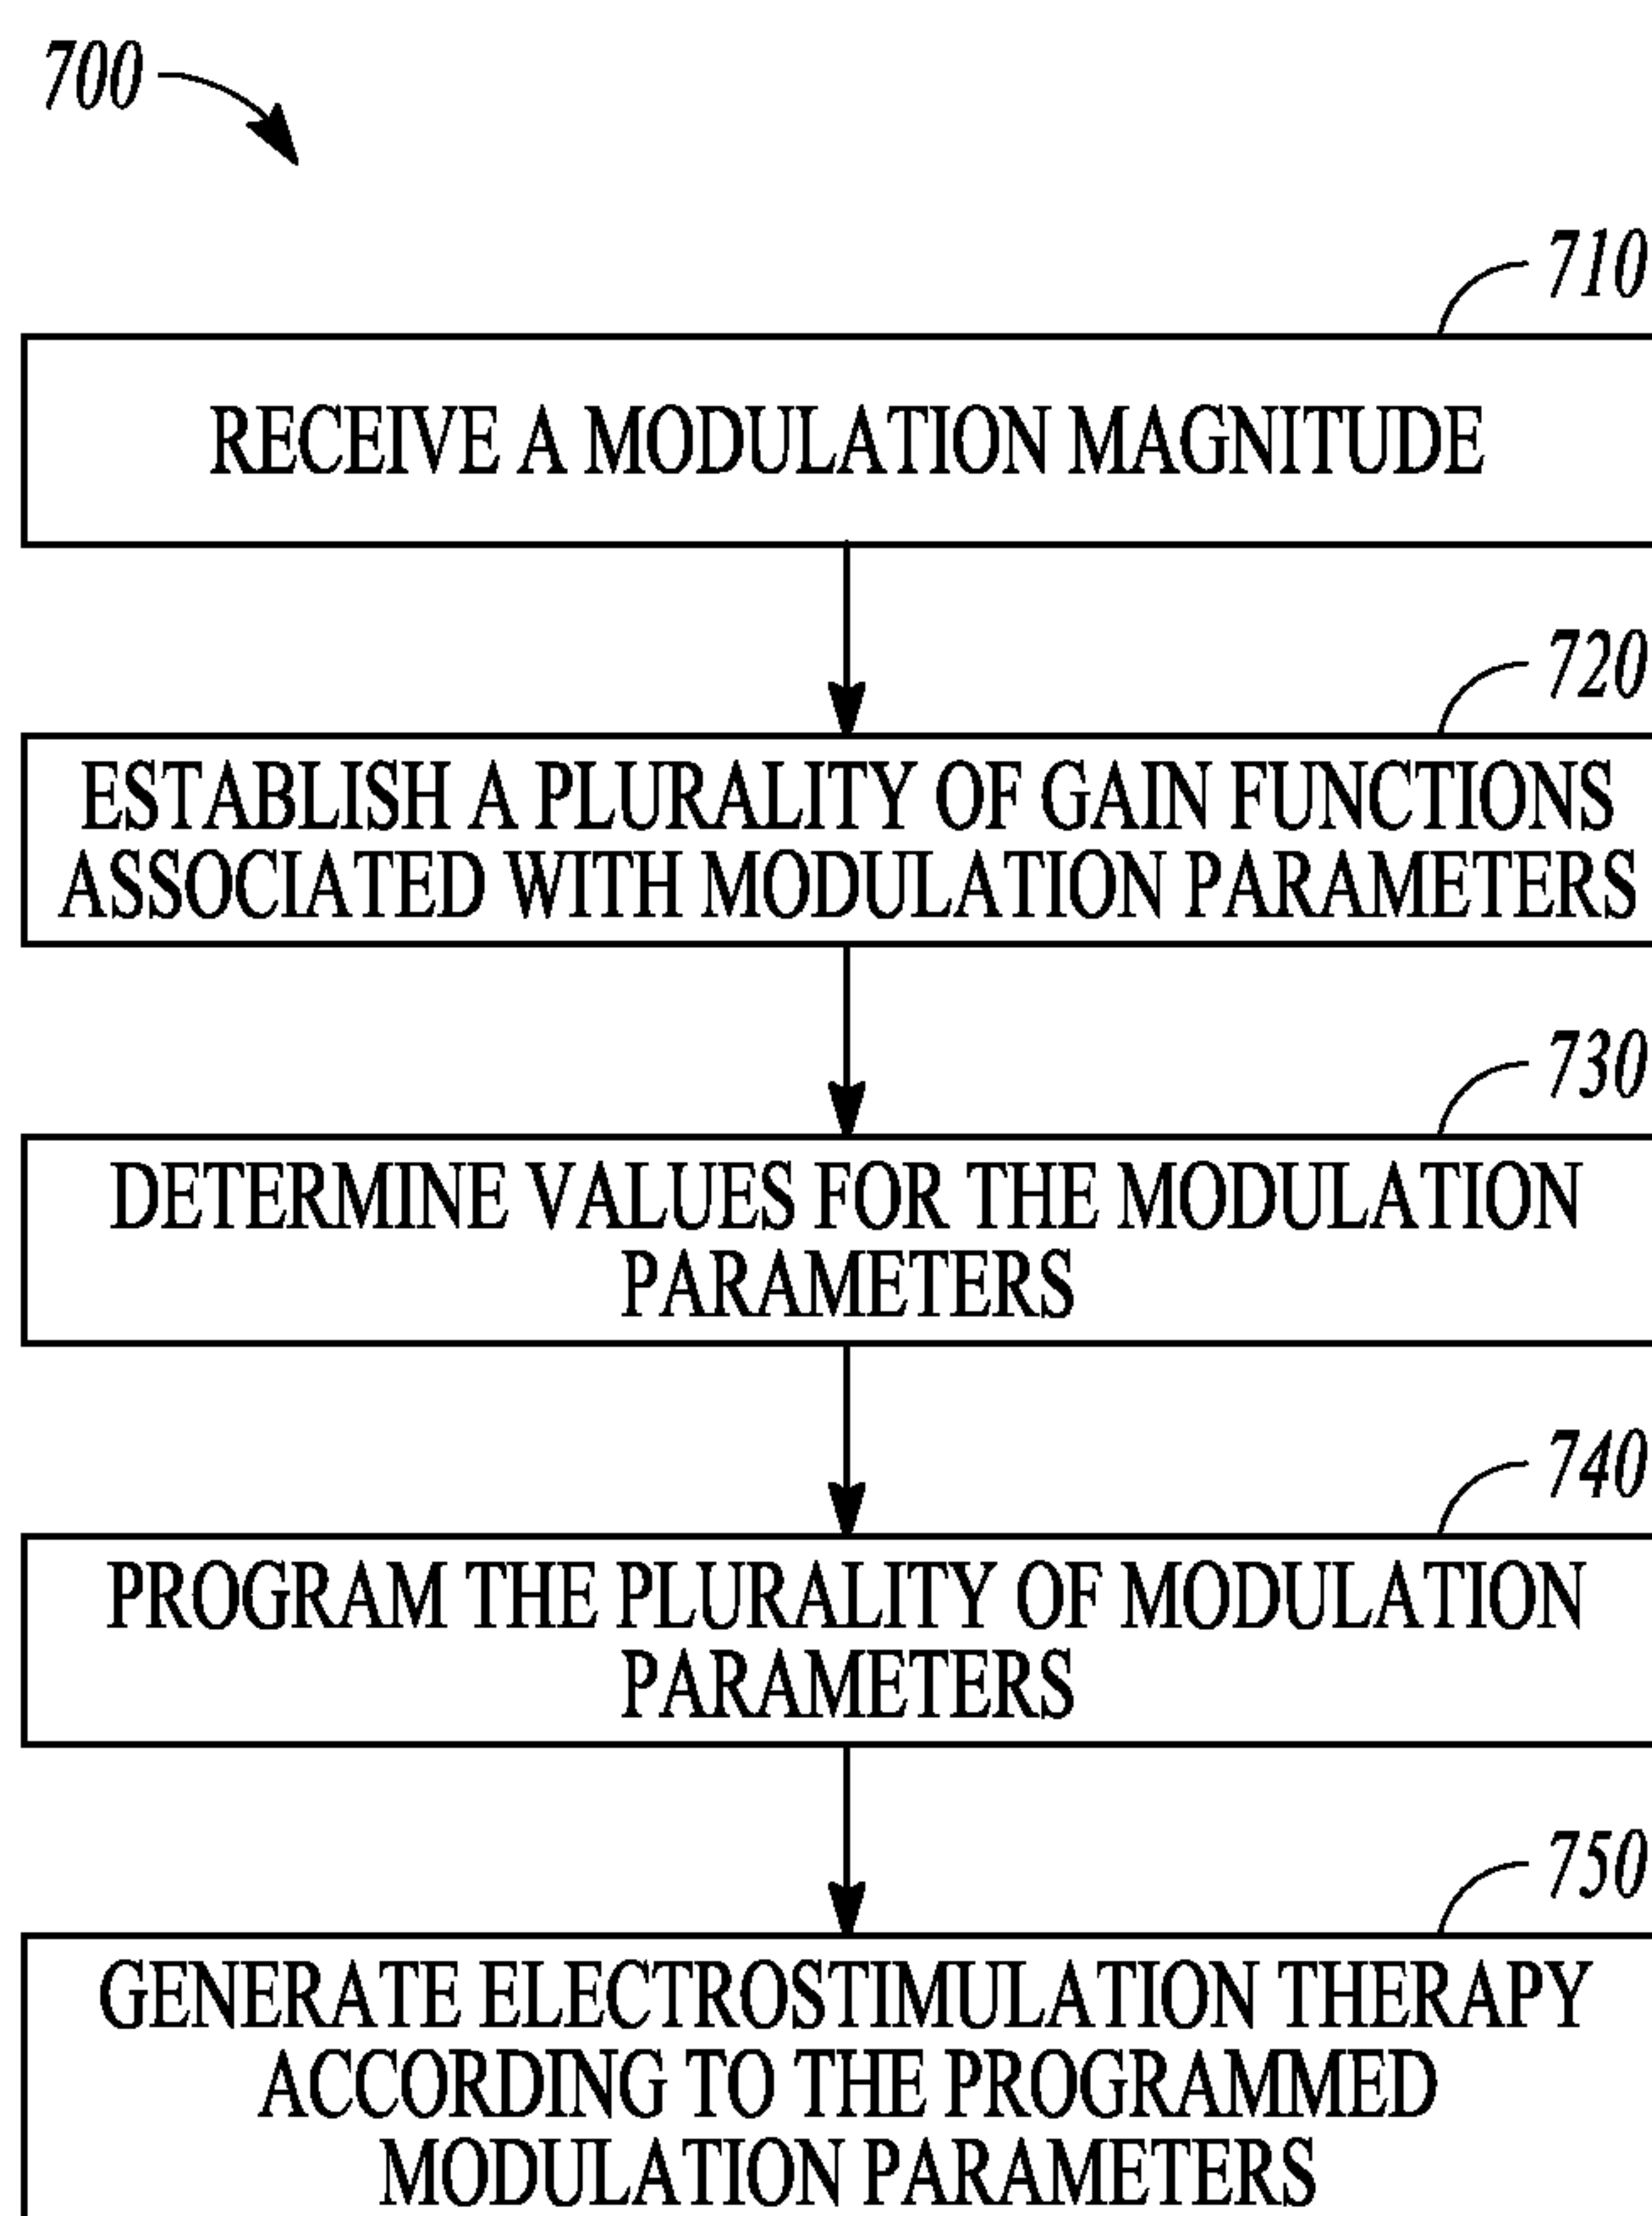 700
710
RECEIVE A MODULATION MAGNITUDE
720
ESTABLISH A PLURALITY OF GAIN FUNCTIONS
ASSOCIATED WITH MODULATION PARAMETERS
730
DETERMINE VALUES FOR THE MODULATION
PARAMETERS
740
PROGRAM THE PLURALITY OF MODULATION
PARAMETERS
750
GENERATE ELECTROSTIMULATION THERAPY
ACCORDING TO THE PROGRAMMED
MODULATION PARAMETERS